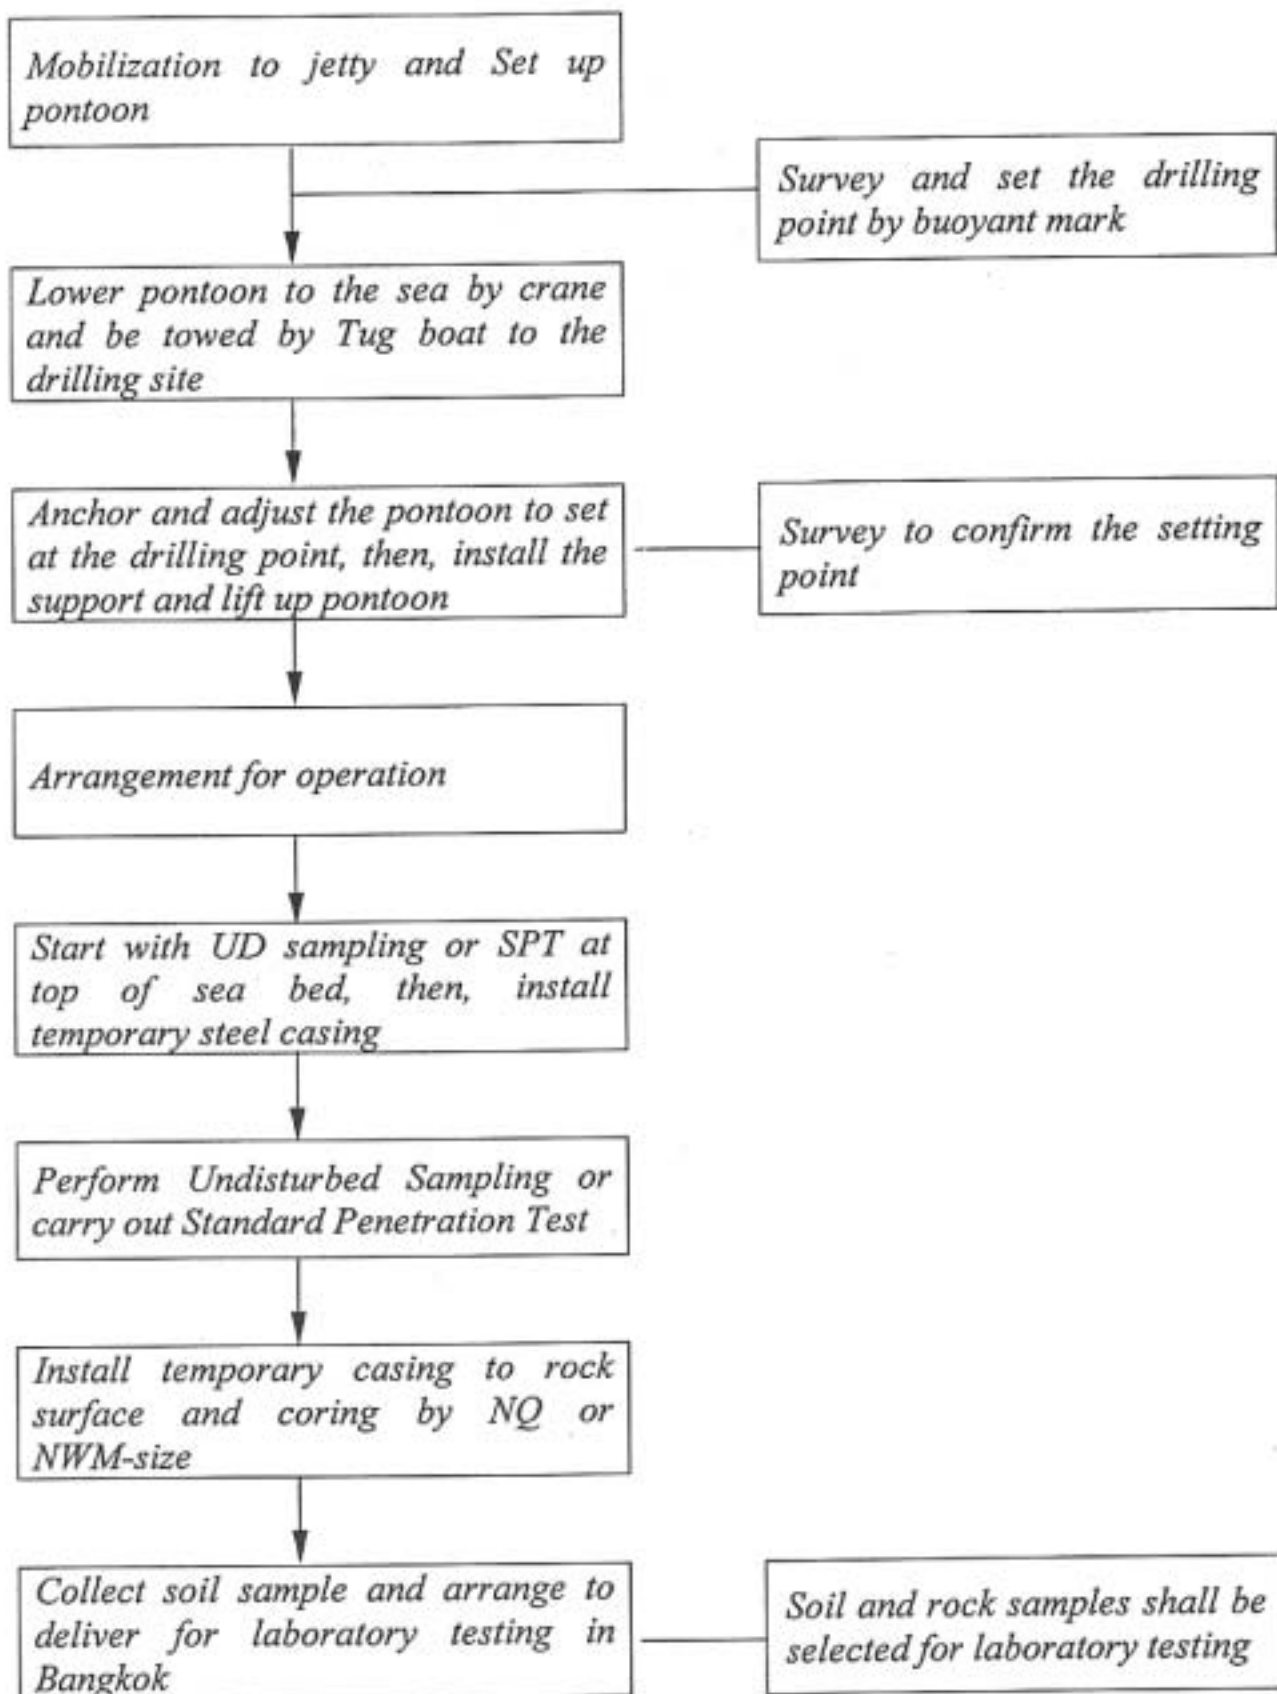 Mobilization to jetty and Set up
pontoon
Survey and set the drilling
point by buoyant mark
Lower pontoon to the sea by crane
and be towed by Tug boat to the
drilling site
Anchor and adjust the pontoon to set
at the drilling point, then, install the
support and lift up pontoon
Survey to confirm the setting
point
Arrangement for operation
Start with UD sampling or SPT at
top of sea bed, then, install
temporary steel casing
Perform Undisturbed Sampling or
carry out Standard Penetration Test
Install temporary casing to rock
surface and coring by NQ or
NWM-size
Collect soil sample and arrange to
deliver for laboratory testing in
Bangkok
Soil and rock samples shall be
selected for laboratory testing